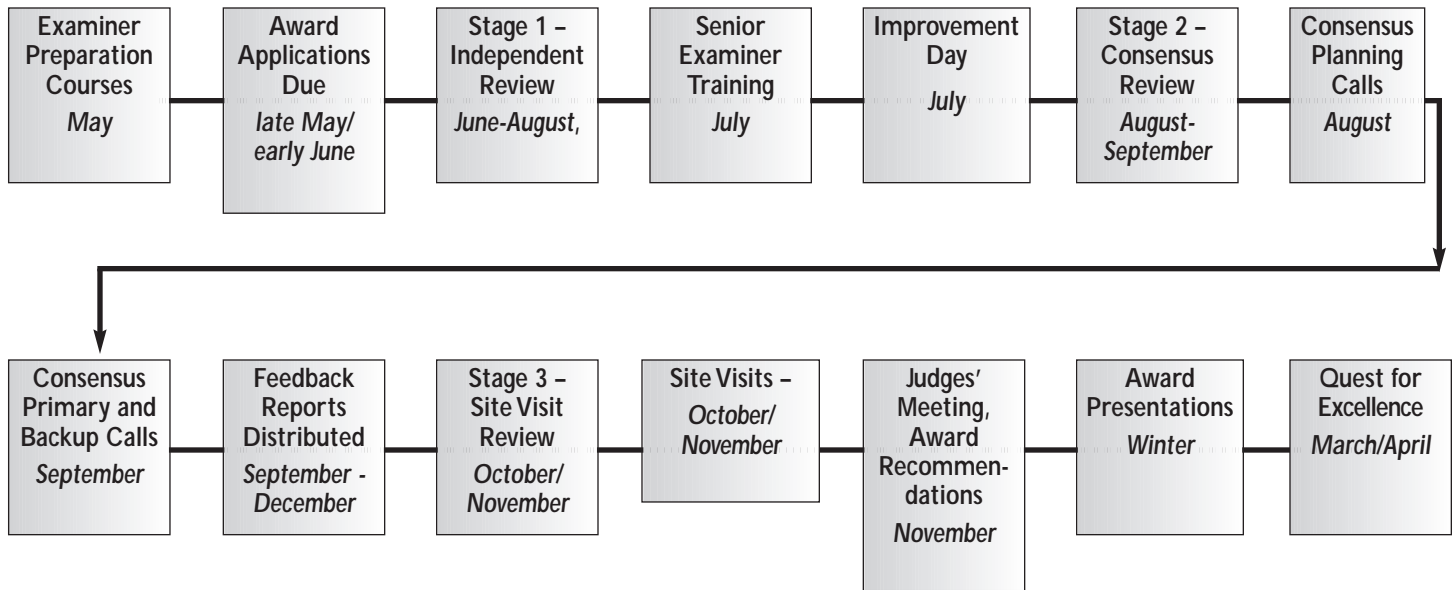 Examiner
Preparation
Courses
May
Award
Applications
Due
late May/
early June
Stage 1 –
Independent
Review
June-August,
Senior
Examiner
Training
July
Improvement
Day
July
Stage 2 –
Consensus
Review
August-
September
Consensus
Planning
Calls
August
Consensus
Primary and
Backup Calls
September
Feedback
Reports
Distributed
September -
December
Stage 3 –
Site Visit
Review
October/
November
Site Visits –
October/
November
Judges’
Meeting,
Award
Recommen-
dations
November
Award
Presentations
Winter
Quest for
Excellence
March/April